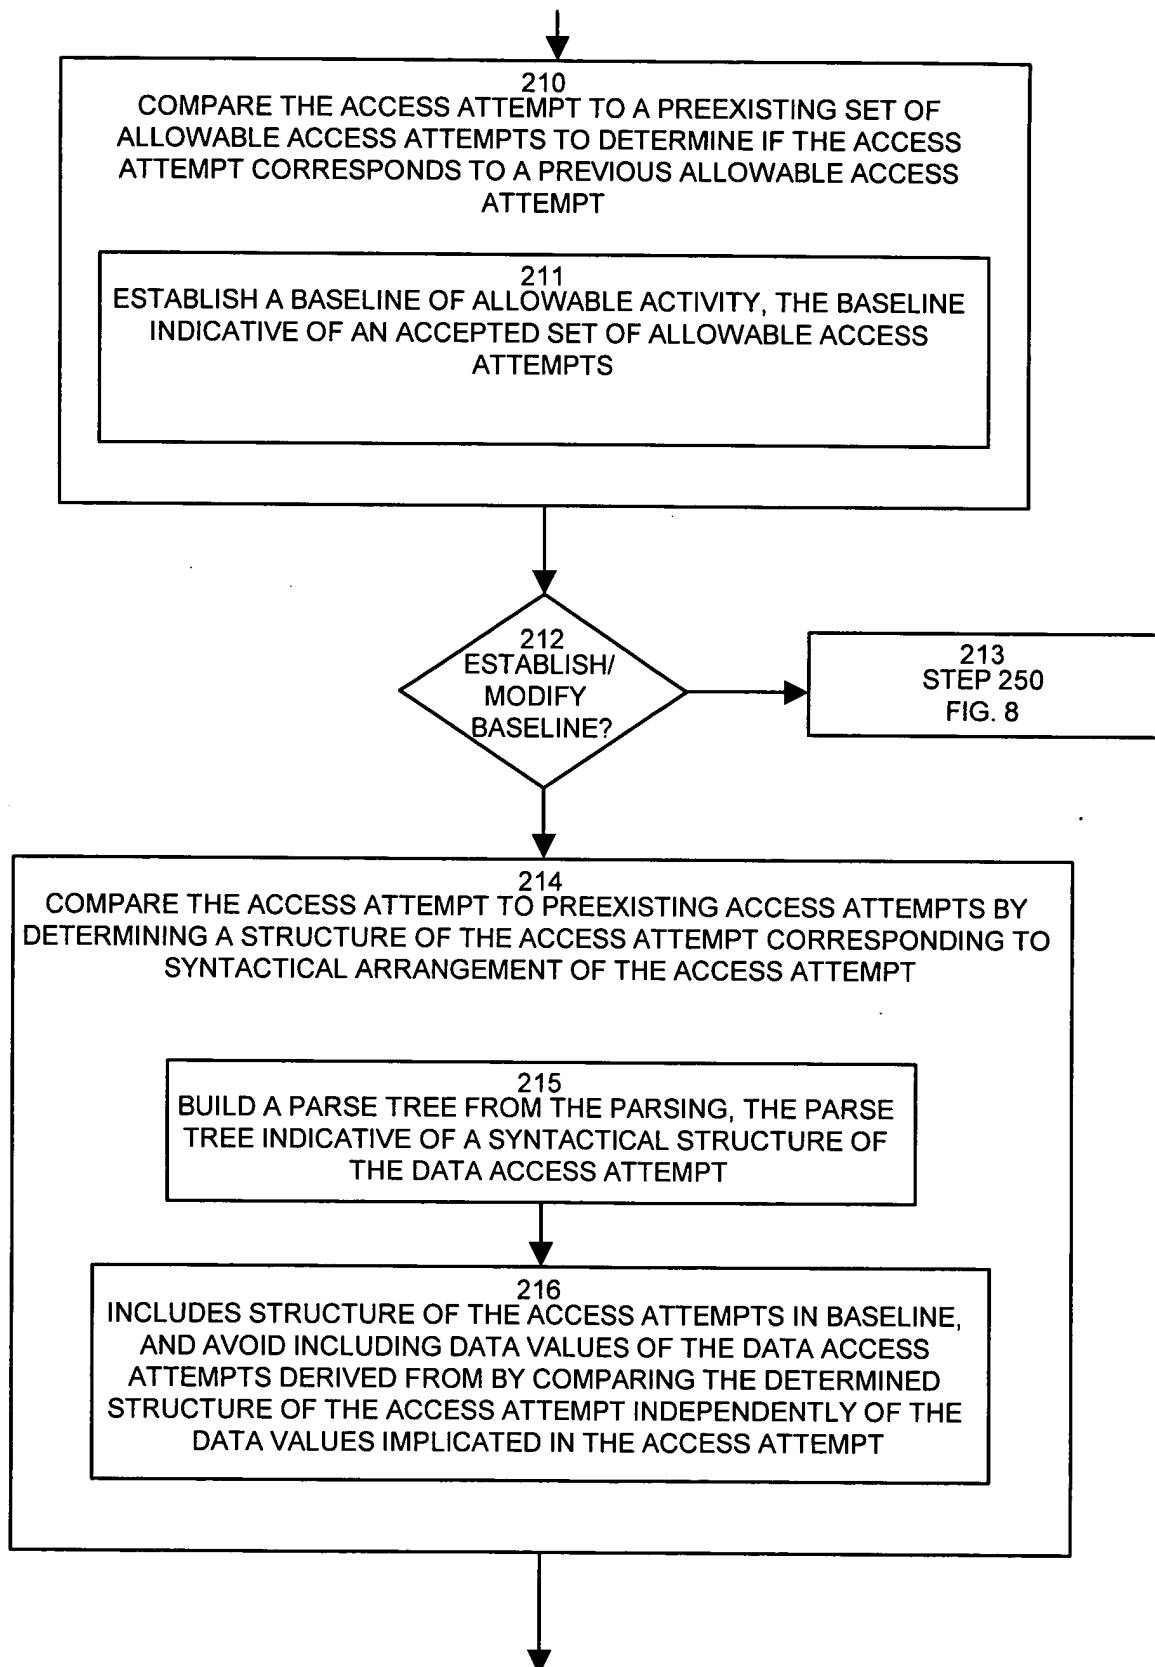 210
COMPARE THE ACCESS ATTEMPT TO A PREEXISTING SET OF
ALLOWABLE ACCESS ATTEMPTS TO DETERMINE IF THE ACCESS
ATTEMPT CORRESPONDS TO A PREVIOUS ALLOWABLE ACCESS
ATTEMPT
211
ESTABLISH A BASELINE OF ALLOWABLE ACTIVITY, THE BASELINE
INDICATIVE OF AN ACCEPTED SET OF ALLOWABLE ACCESS
ATTEMPTS
212
ESTABLISH/
MODIFY
BASELINE?
213
STEP 250
FIG. 8
214
COMPARE THE ACCESS ATTEMPT TO PREEXISTING ACCESS ATTEMPTS BY
DETERMINING A STRUCTURE OF THE ACCESS ATTEMPT CORRESPONDING TO
SYNTACTICAL ARRANGEMENT OF THE ACCESS ATTEMPT
215
BUILD A PARSE TREE FROM THE PARSING, THE PARSE
TREE INDICATIVE OF A SYNTACTICAL STRUCTURE OF
THE DATA ACCESS ATTEMPT
216
INCLUDES STRUCTURE OF THE ACCESS ATTEMPTS IN BASELINE,
AND AVOID INCLUDING DATA VALUES OF THE DATA ACCESS
ATTEMPTS DERIVED FROM BY COMPARING THE DETERMINED
STRUCTURE OF THE ACCESS ATTEMPT INDEPENDENTLY OF THE
DATA VALUES IMPLICATED IN THE ACCESS ATTEMPT